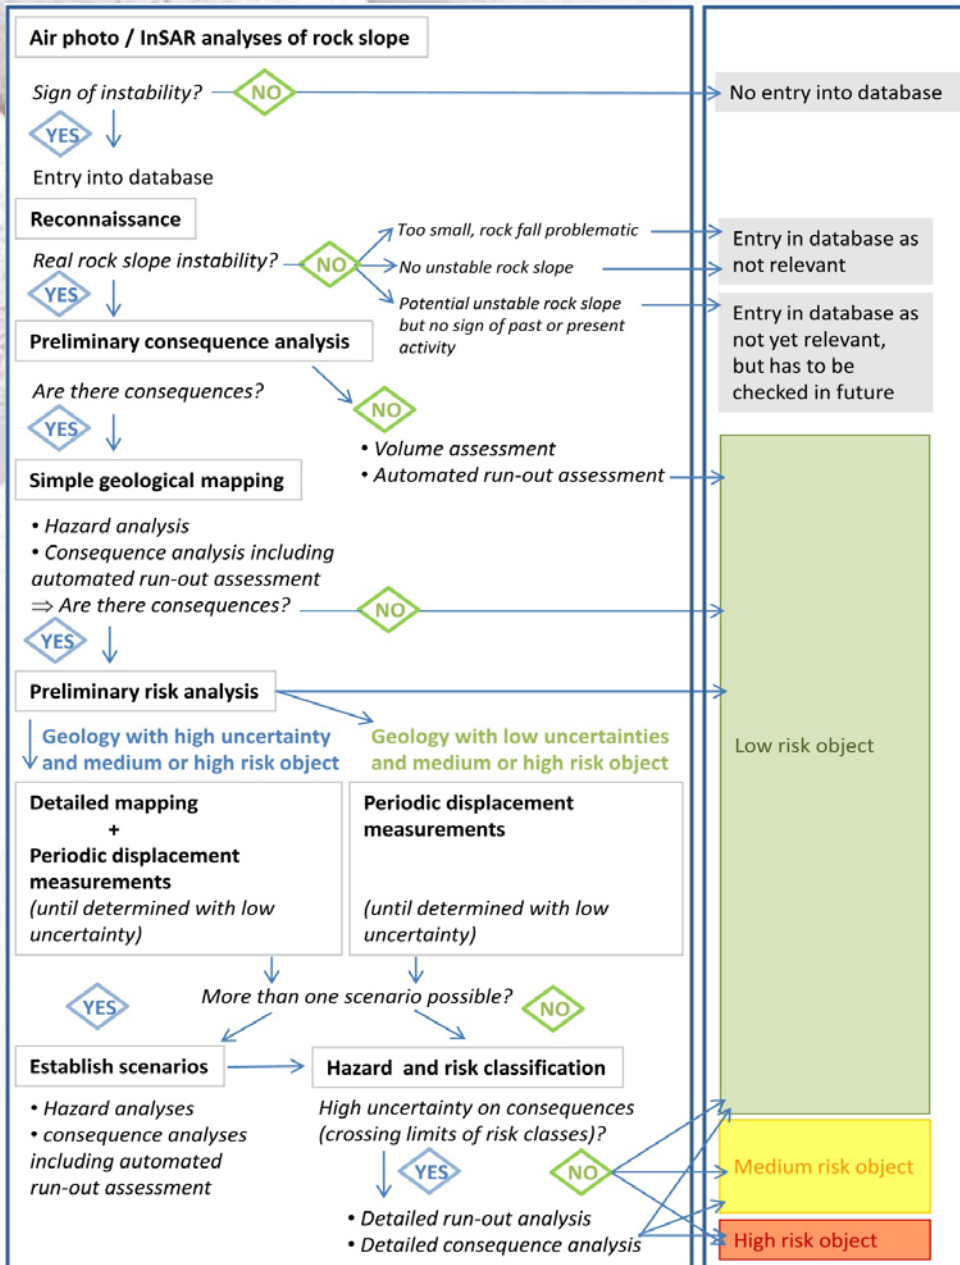 Air photo / InSAR analyses of rock slope
Sign of instability?
NO
No entry into database
YES
Entry into database
Reconnaissance
Real rock slope instability?
NO
Too small, rock fall problematic
No unstable rock slope
Potential unstable rock slope
but no sign of past or present
activity
Entry in database as
not relevant
Entry in database as
not yet relevant,
but has to be
checked in future
YES
Preliminary consequence analysis
Are there consequences?
NO
YES
• Volume assessment
• Automated run-out assessment
Simple geological mapping
• Hazard analysis
• Consequence analysis including
automated run-out assessment
⇒ Are there consequences?
NO
YES
Preliminary risk analysis
Geology with high uncertainty
and medium or high risk object
Geology with low uncertainties
and medium or high risk object
Low risk object
Detailed mapping
+
Periodic displacement
measurements
(until determined with low
uncertainty)
Periodic displacement
measurements
(until determined with low
uncertainty)
More than one scenario possible?
YES
NO
Establish scenarios
• Hazard analyses
• consequence analyses
including automated
run-out assessment
Hazard and risk classification
High uncertainty on consequences
(crossing limits of risk classes)?
YES
NO
• Detailed run-out analysis
• Detailed consequence analysis
Medium risk object
High risk object